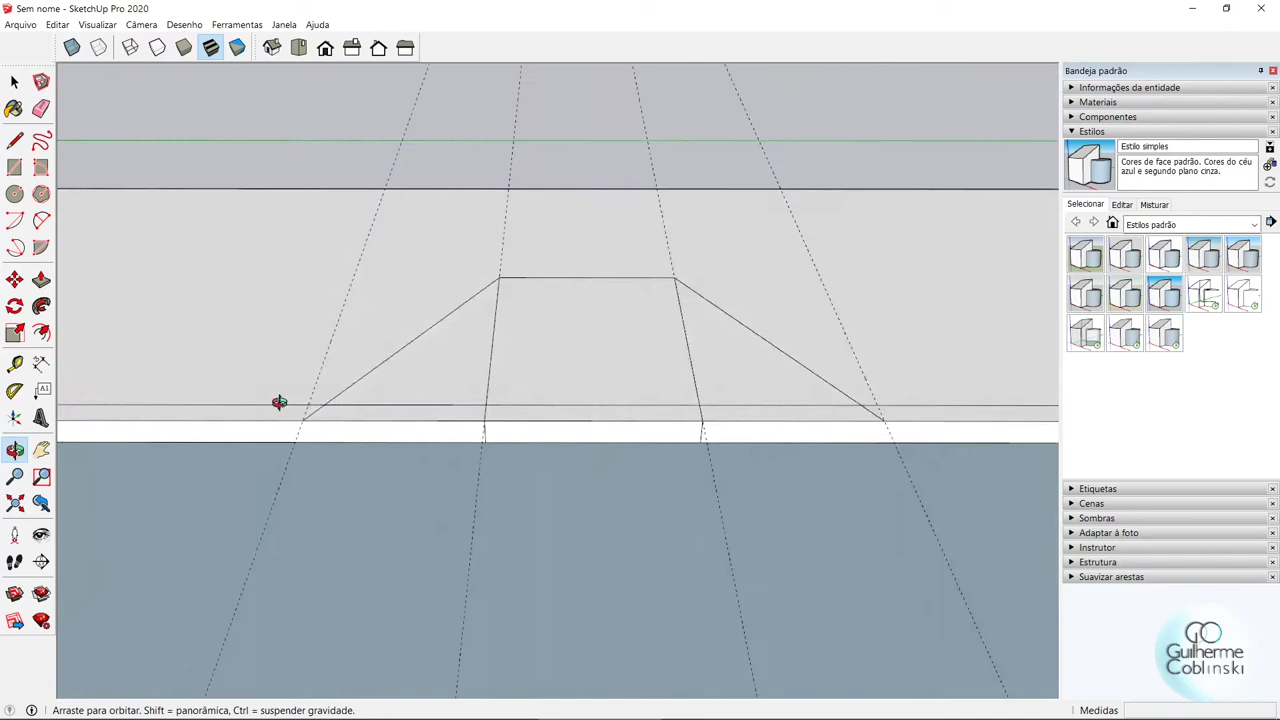 Sem nome - SketchUp Pro 2020
Arquivo Editar Visualizar Câmera Desenho Ferramentas Janela Ajuda
Bandeja padrão
Informações da entidade
Materiais
Componentes
Estilos
Estilo simples
Cores de face padrão. Cores do céu
azul e segundo plano cinza.
Selecionar Editar Misturar
Estilos padrão
Etiquetas
Cenas
Sombras
Adaptar à foto
Instrutor
Estrutura
Suavizar arestas
A1
GO
Guilherme
Coblinski
Arraste para orbitar. Shift = panorâmica, Ctrl = suspender gravidade.
Medidas